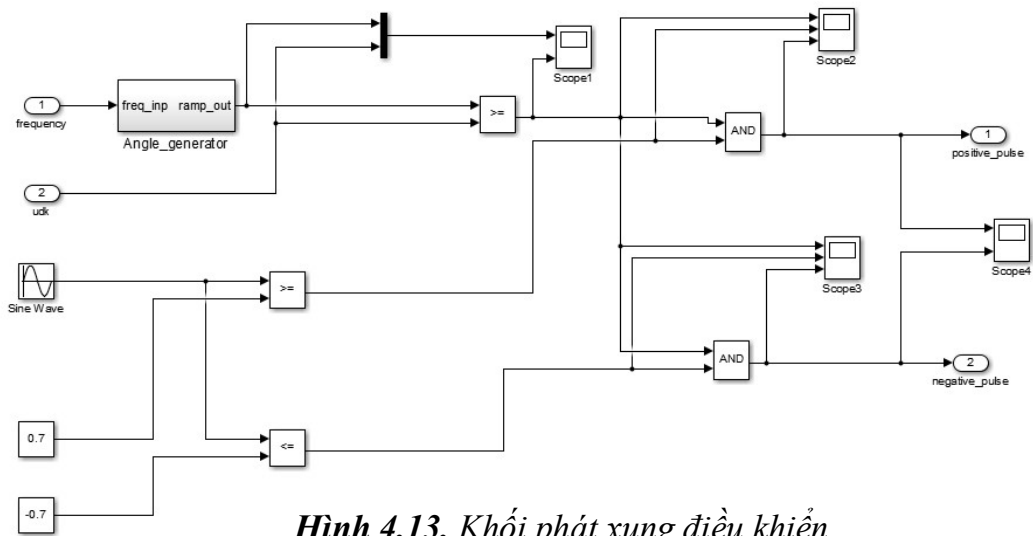 Scope1
Scope2
1
frequency
freq_inp ramp_out
Angle_generator
>=
AND
1
positive_pulse
2
udk
Sine Wave
>=
Scope3
Scope4
AND
2
negative_pulse
0.7
<=
-0.7
Hình 4.13. Khối phát xung điều khiển